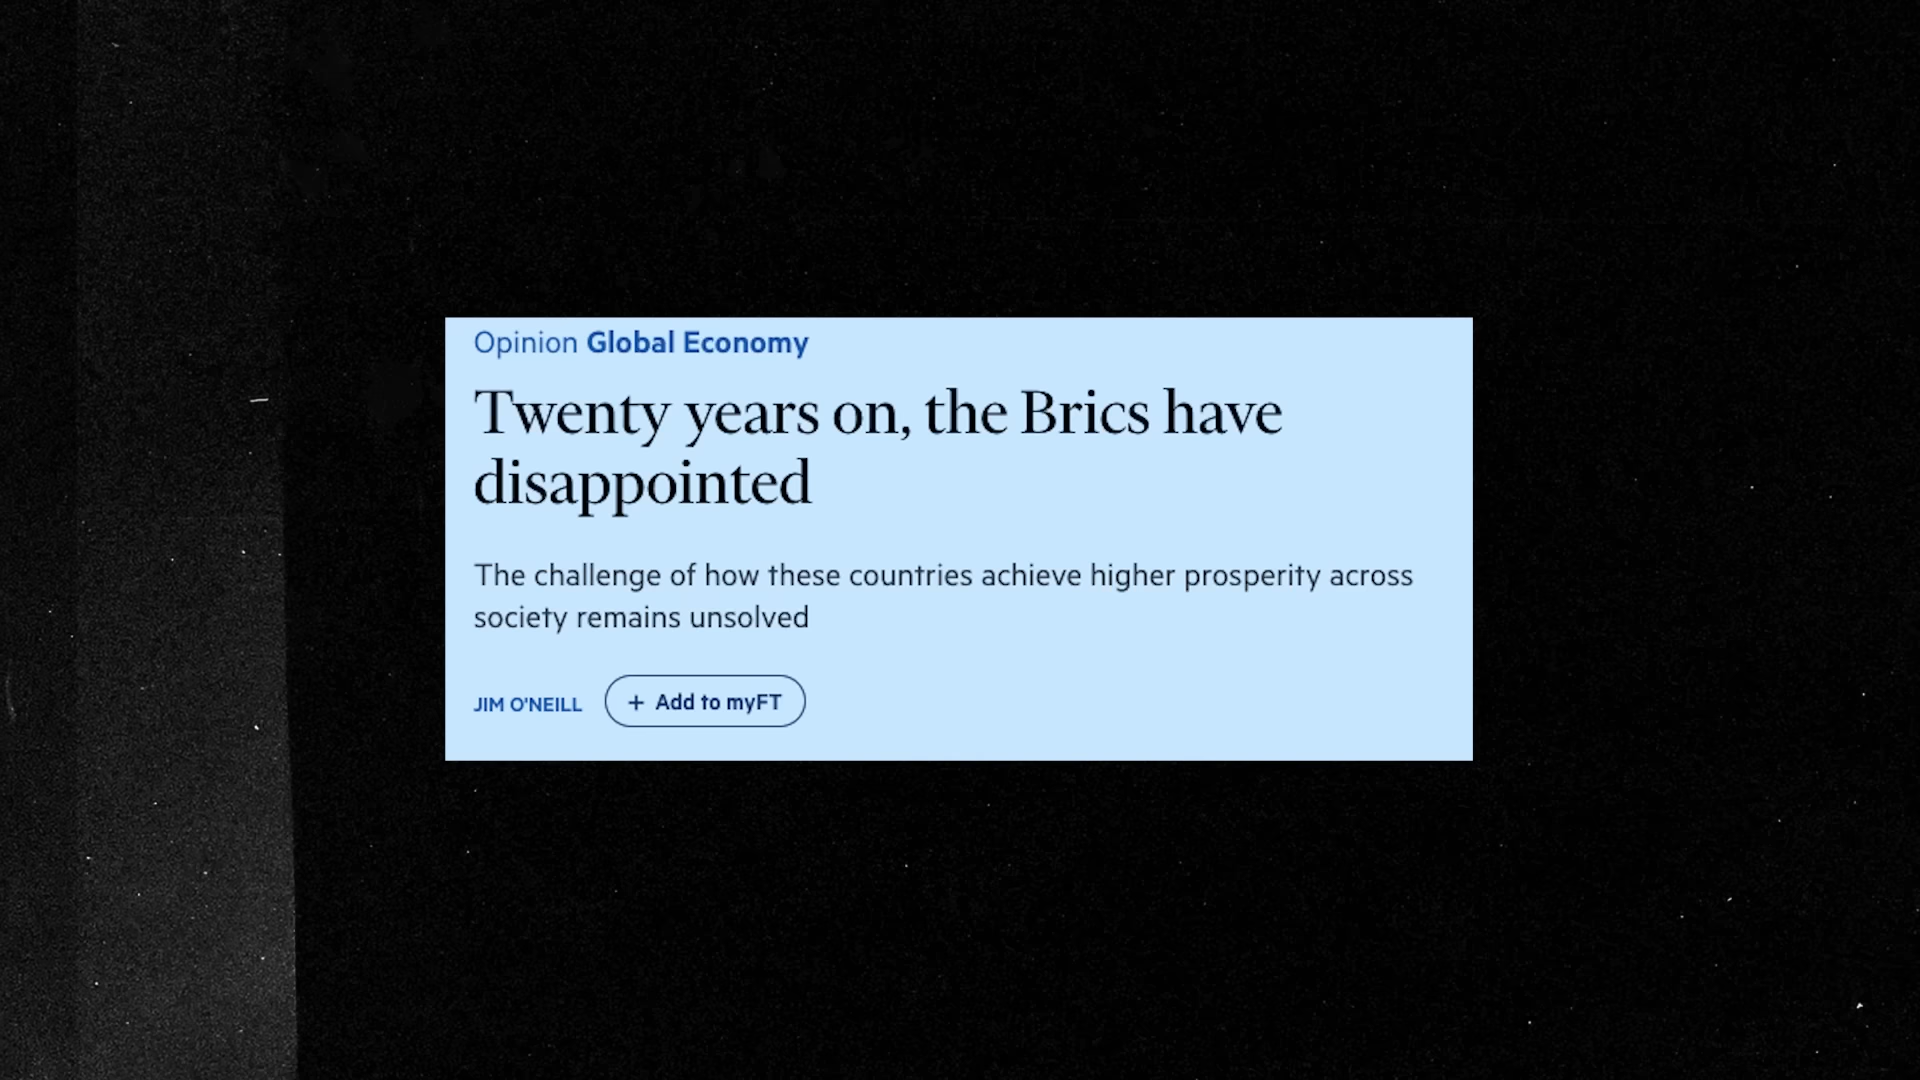 Opinion Global Economy
Twenty years on, the Brics have
disappointed
The challenge of how these countries achieve higher prosperity across
society remains unsolved
JIM O'NEILL + Add to myFT